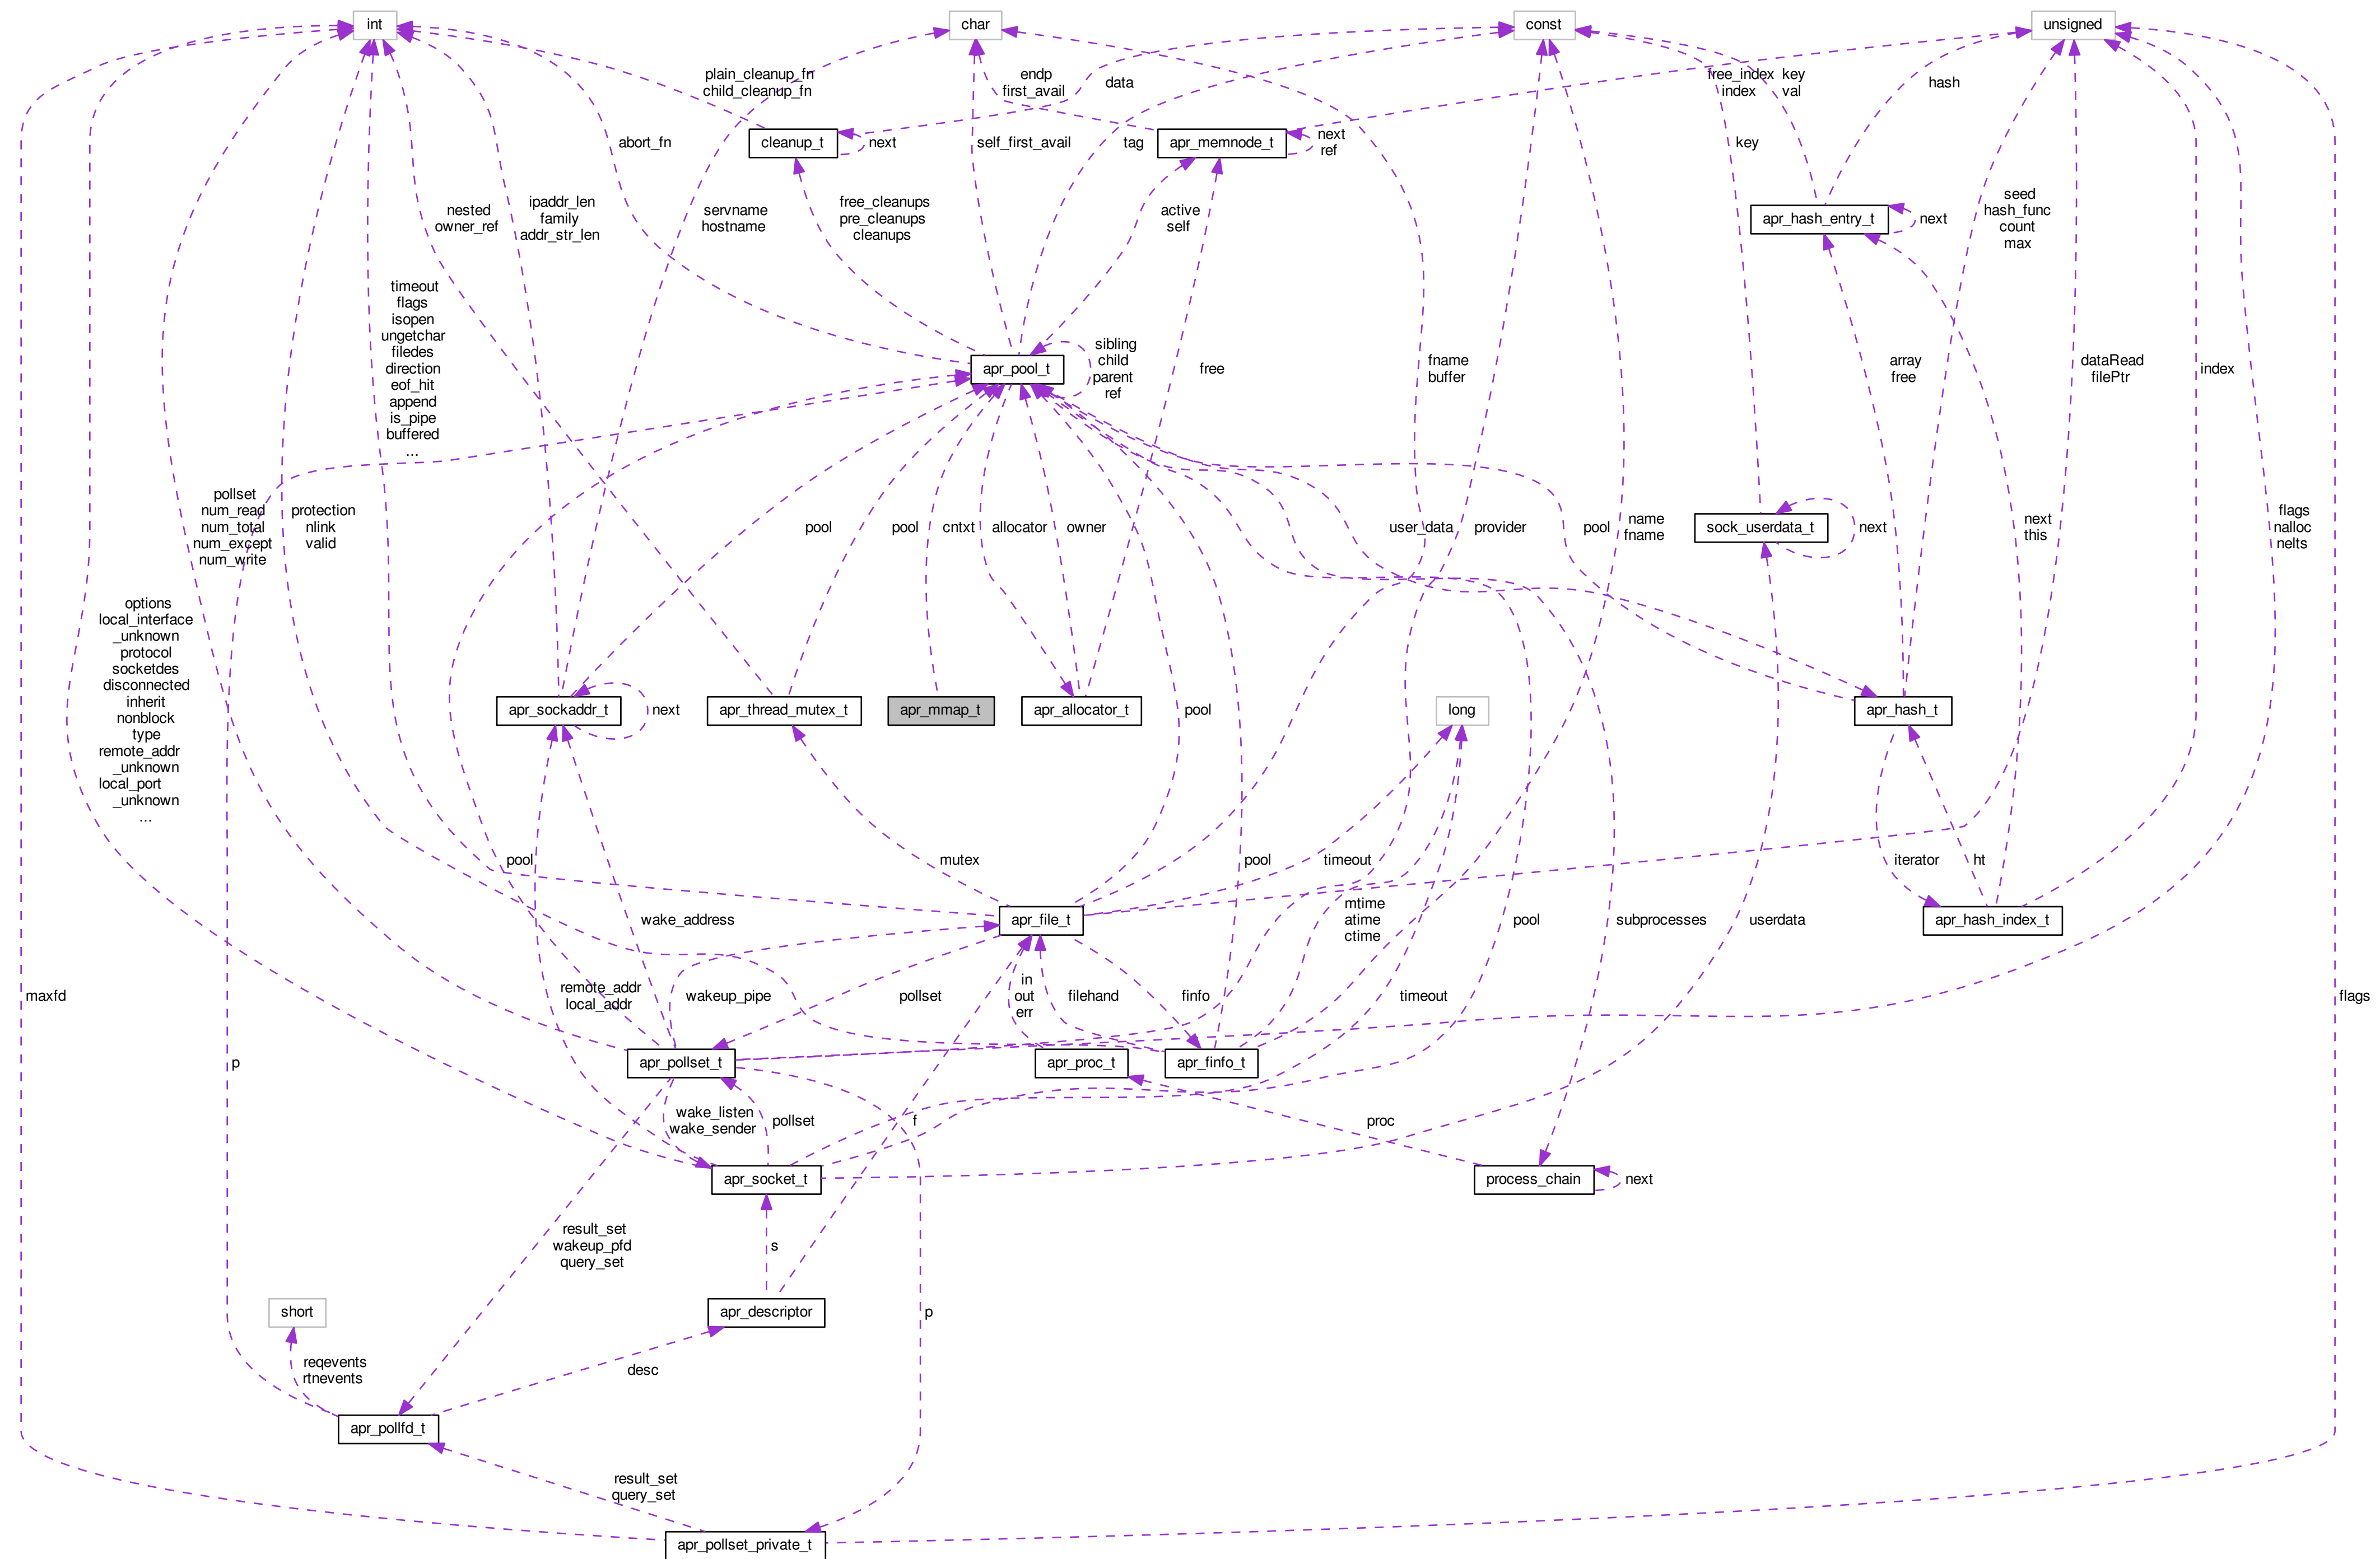 int
char
const
unsigned
plain_cleanup_fn
child_cleanup_fn
endp
first_avail
data
free_index
index
key
val
hash
abort_fn
cleanup_t
next
self_first_avail
tag
apr_memnode_t
next
ref
key
nested
owner_ref
ipaddr_len
family
addr_str_len
servname
hostname
free_cleanups
pre_cleanups
cleanups
active
self
apr_hash_entry_t
next
seed
hash_func
count
max
timeout
flags
isopen
ungetchar
filedes
direction
eof_hit
append
is_pipe
buffered
...
apr_pool_t
sibling
child
parent
ref
free
fname
buffer
array
free
dataRead
filePtr
index
pollset
num_read
num_total
num_except
num_write
protection
nlink
valid
pool
pool
cntxt
allocator
owner
user_data
provider
pool
name
fname
sock_userdata_t
next
next
this
flags
nalloc
nelts
options
local_interface
_unknown
protocol
socketdes
disconnected
inherit
nonblock
type
remote_addr
_unknown
local_port
_unknown
...
apr_sockaddr_t
next
apr_thread_mutex_t
apr_mmap_t
apr_allocator_t
pool
long
apr_hash_t
pool
mutex
pool
timeout
iterator
ht
wake_address
apr_file_t
mtime
atime
ctime
pool
subprocesses
userdata
apr_hash_index_t
maxfd
remote_addr
local_addr
wakeup_pipe
pollset
in
out
err
filehand
finfo
timeout
flags
p
apr_pollset_t
apr_proc_t
apr_finfo_t
wake_listen
wake_sender
pollset
f
proc
apr_socket_t
process_chain
next
result_set
wakeup_pfd
query_set
s
short
apr_descriptor
p
reqevents
rtnevents
desc
apr_pollfd_t
result_set
query_set
apr_pollset_private_t